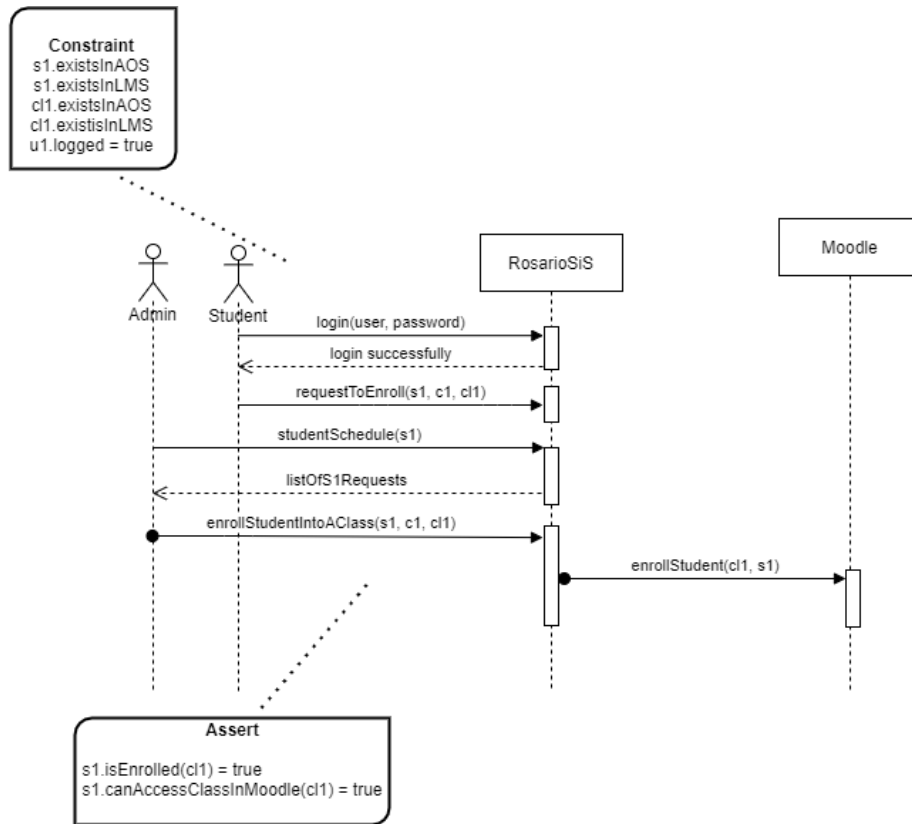 Constraint
s1.existsInAOS
s1.existsInLMS
cl1.existsInAOS
cl1.existisInLMS
u1.logged = true
RosarioSiS
Moodle
Admin
Student
login(user, password)
login successfully
requestToEnroll(s1, c1, cl1)
studentSchedule(s1)
listOfS1Requests
enrollStudentIntoAClass(s1, c1, cl1)
enrollStudent(cl1, s1)
Assert
s1.isEnrolled(cl1) = true
s1.canAccessClassInMoodle(cl1) = true